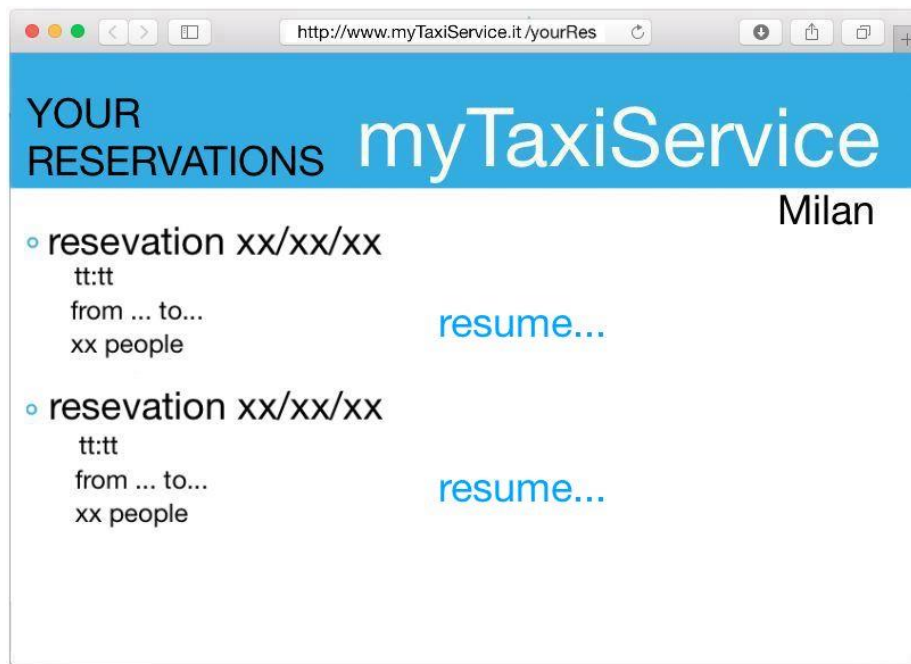 http://www.myTaxiService.it /yourRes
YOUR
RESERVATIONS
myTaxiService
Milan
resevation xx/xx/xx
tt:tt
from ... to...
xx people
resume...
resevation xx/xx/xx
tt:tt
from ... to...
xx people
resume...